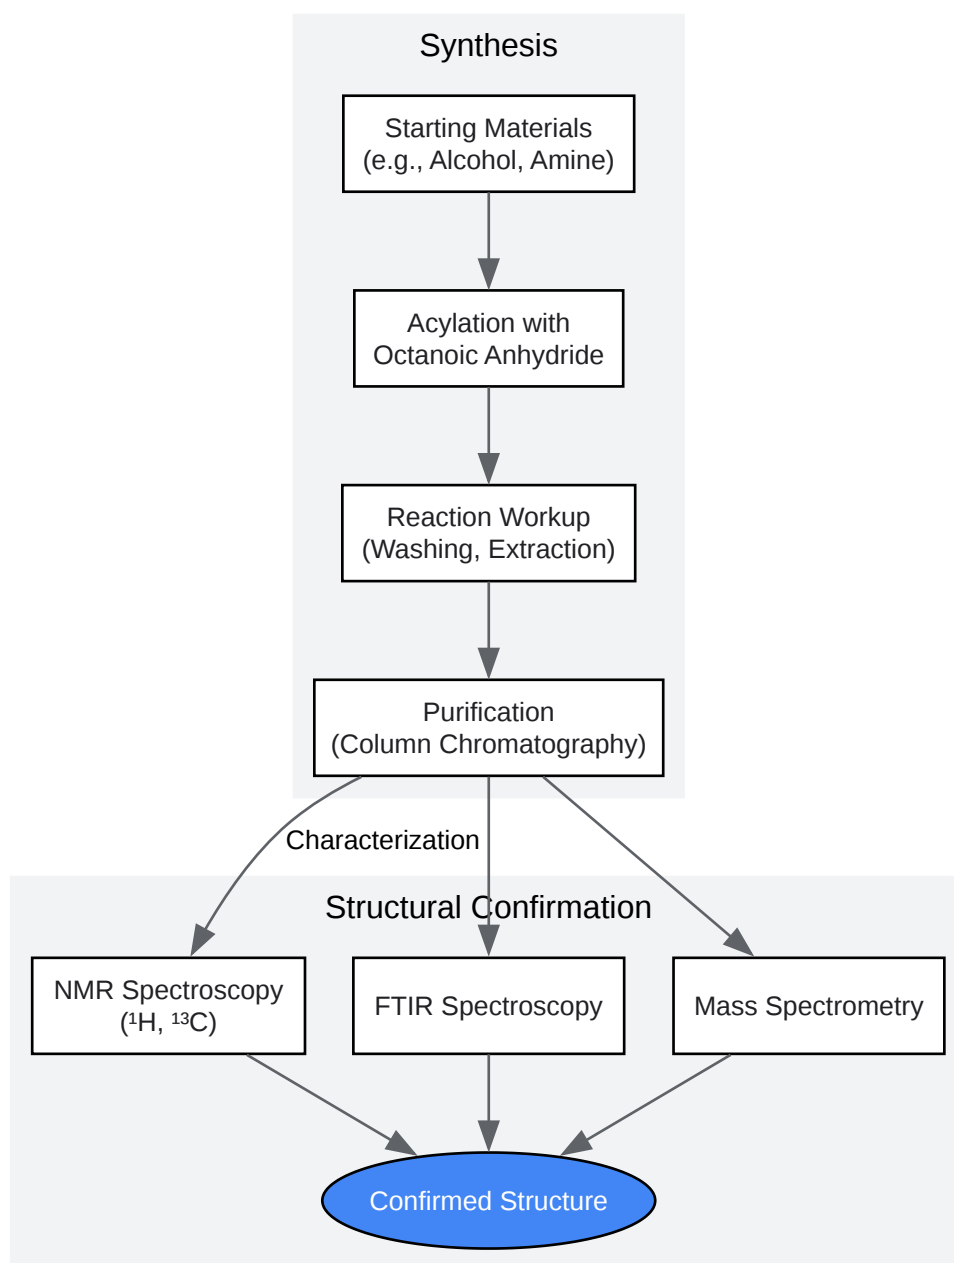 Synthesis
Starting Materials
(e.g., Alcohol, Amine)
Acylation with
Octanoic Anhydride
Reaction Workup
(Washing, Extraction)
Purification
(Column Chromatography)
Characterization
Structural Confirmation
NMR Spectroscopy
(¹H, ¹³C)
FTIR Spectroscopy
Mass Spectrometry
Confirmed Structure